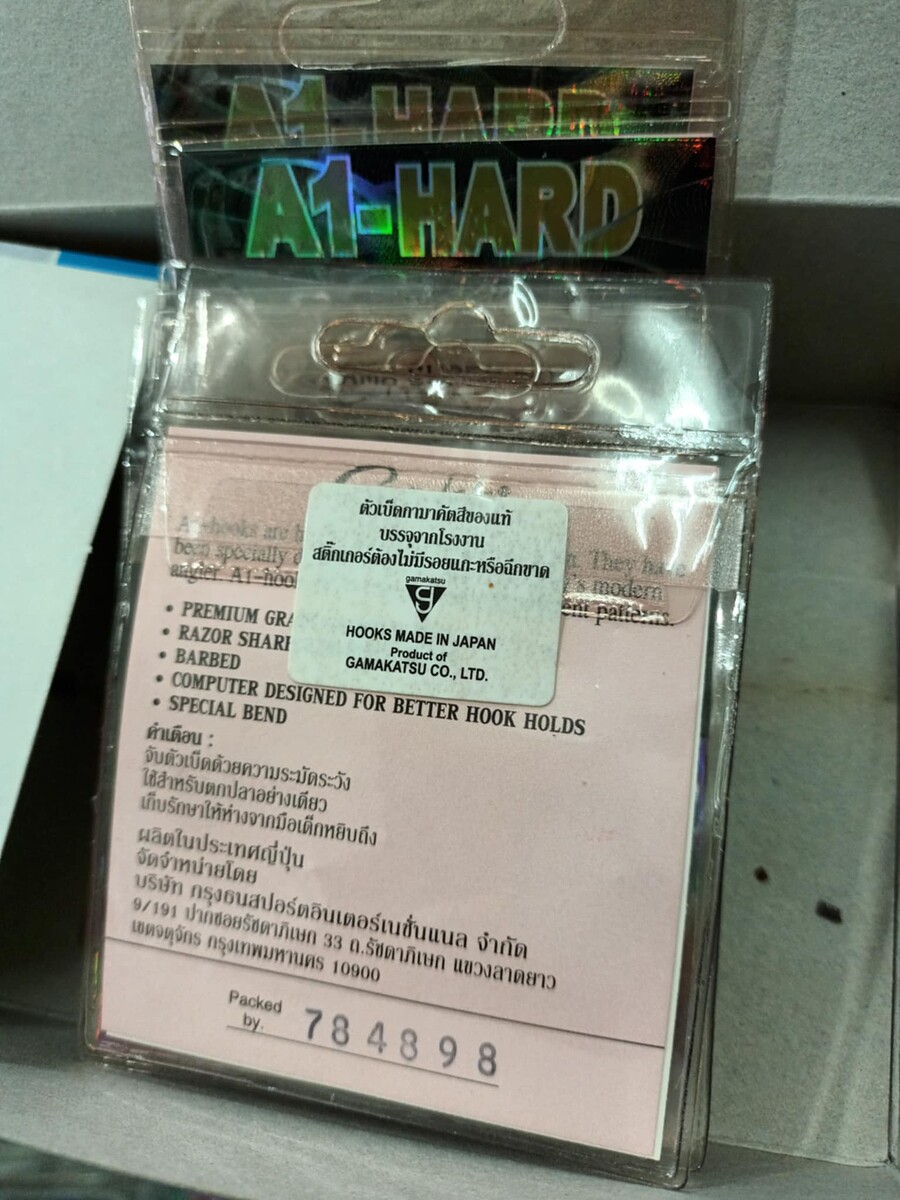 A1-HARD
A1-HARD
ตัวเบ็ดกามาคัตสึของแท้
บรรจุจากโรงงาน
สติ๊กเกอร์ต้องไม่มีรอยแกะหรือฉีกขาด
gamakatsu
HOOKS MADE IN JAPAN
Product of
GAMAKATSU CO., LTD.
A1-hooks are They have
been specially modern
angler. A1-hoo patterns.
• PREMIUM GRA
• RAZOR SHARP
• BARBED
• COMPUTER DESIGNED FOR BETTER HOOK HOLDS
• SPECIAL BEND
คำเตือน :
จับตัวเบ็ดด้วยความระมัดระวัง
ใช้สำหรับตกปลาอย่างเดียว
เก็บรักษาให้ห่างจากมือเด็กหยิบถึง
ผลิตในประเทศญี่ปุ่น
จัดจำหน่ายโดย
บริษัท กรุงธนสปอร์ตอินเตอร์เนชั่นแนล จำกัด
9/191 ปากซอยรัชดาภิเษก 33 ถ.รัชดาภิเษก แขวงลาดยาว
เขตจตุจักร กรุงเทพมหานคร 10900
Packed
by. 784898